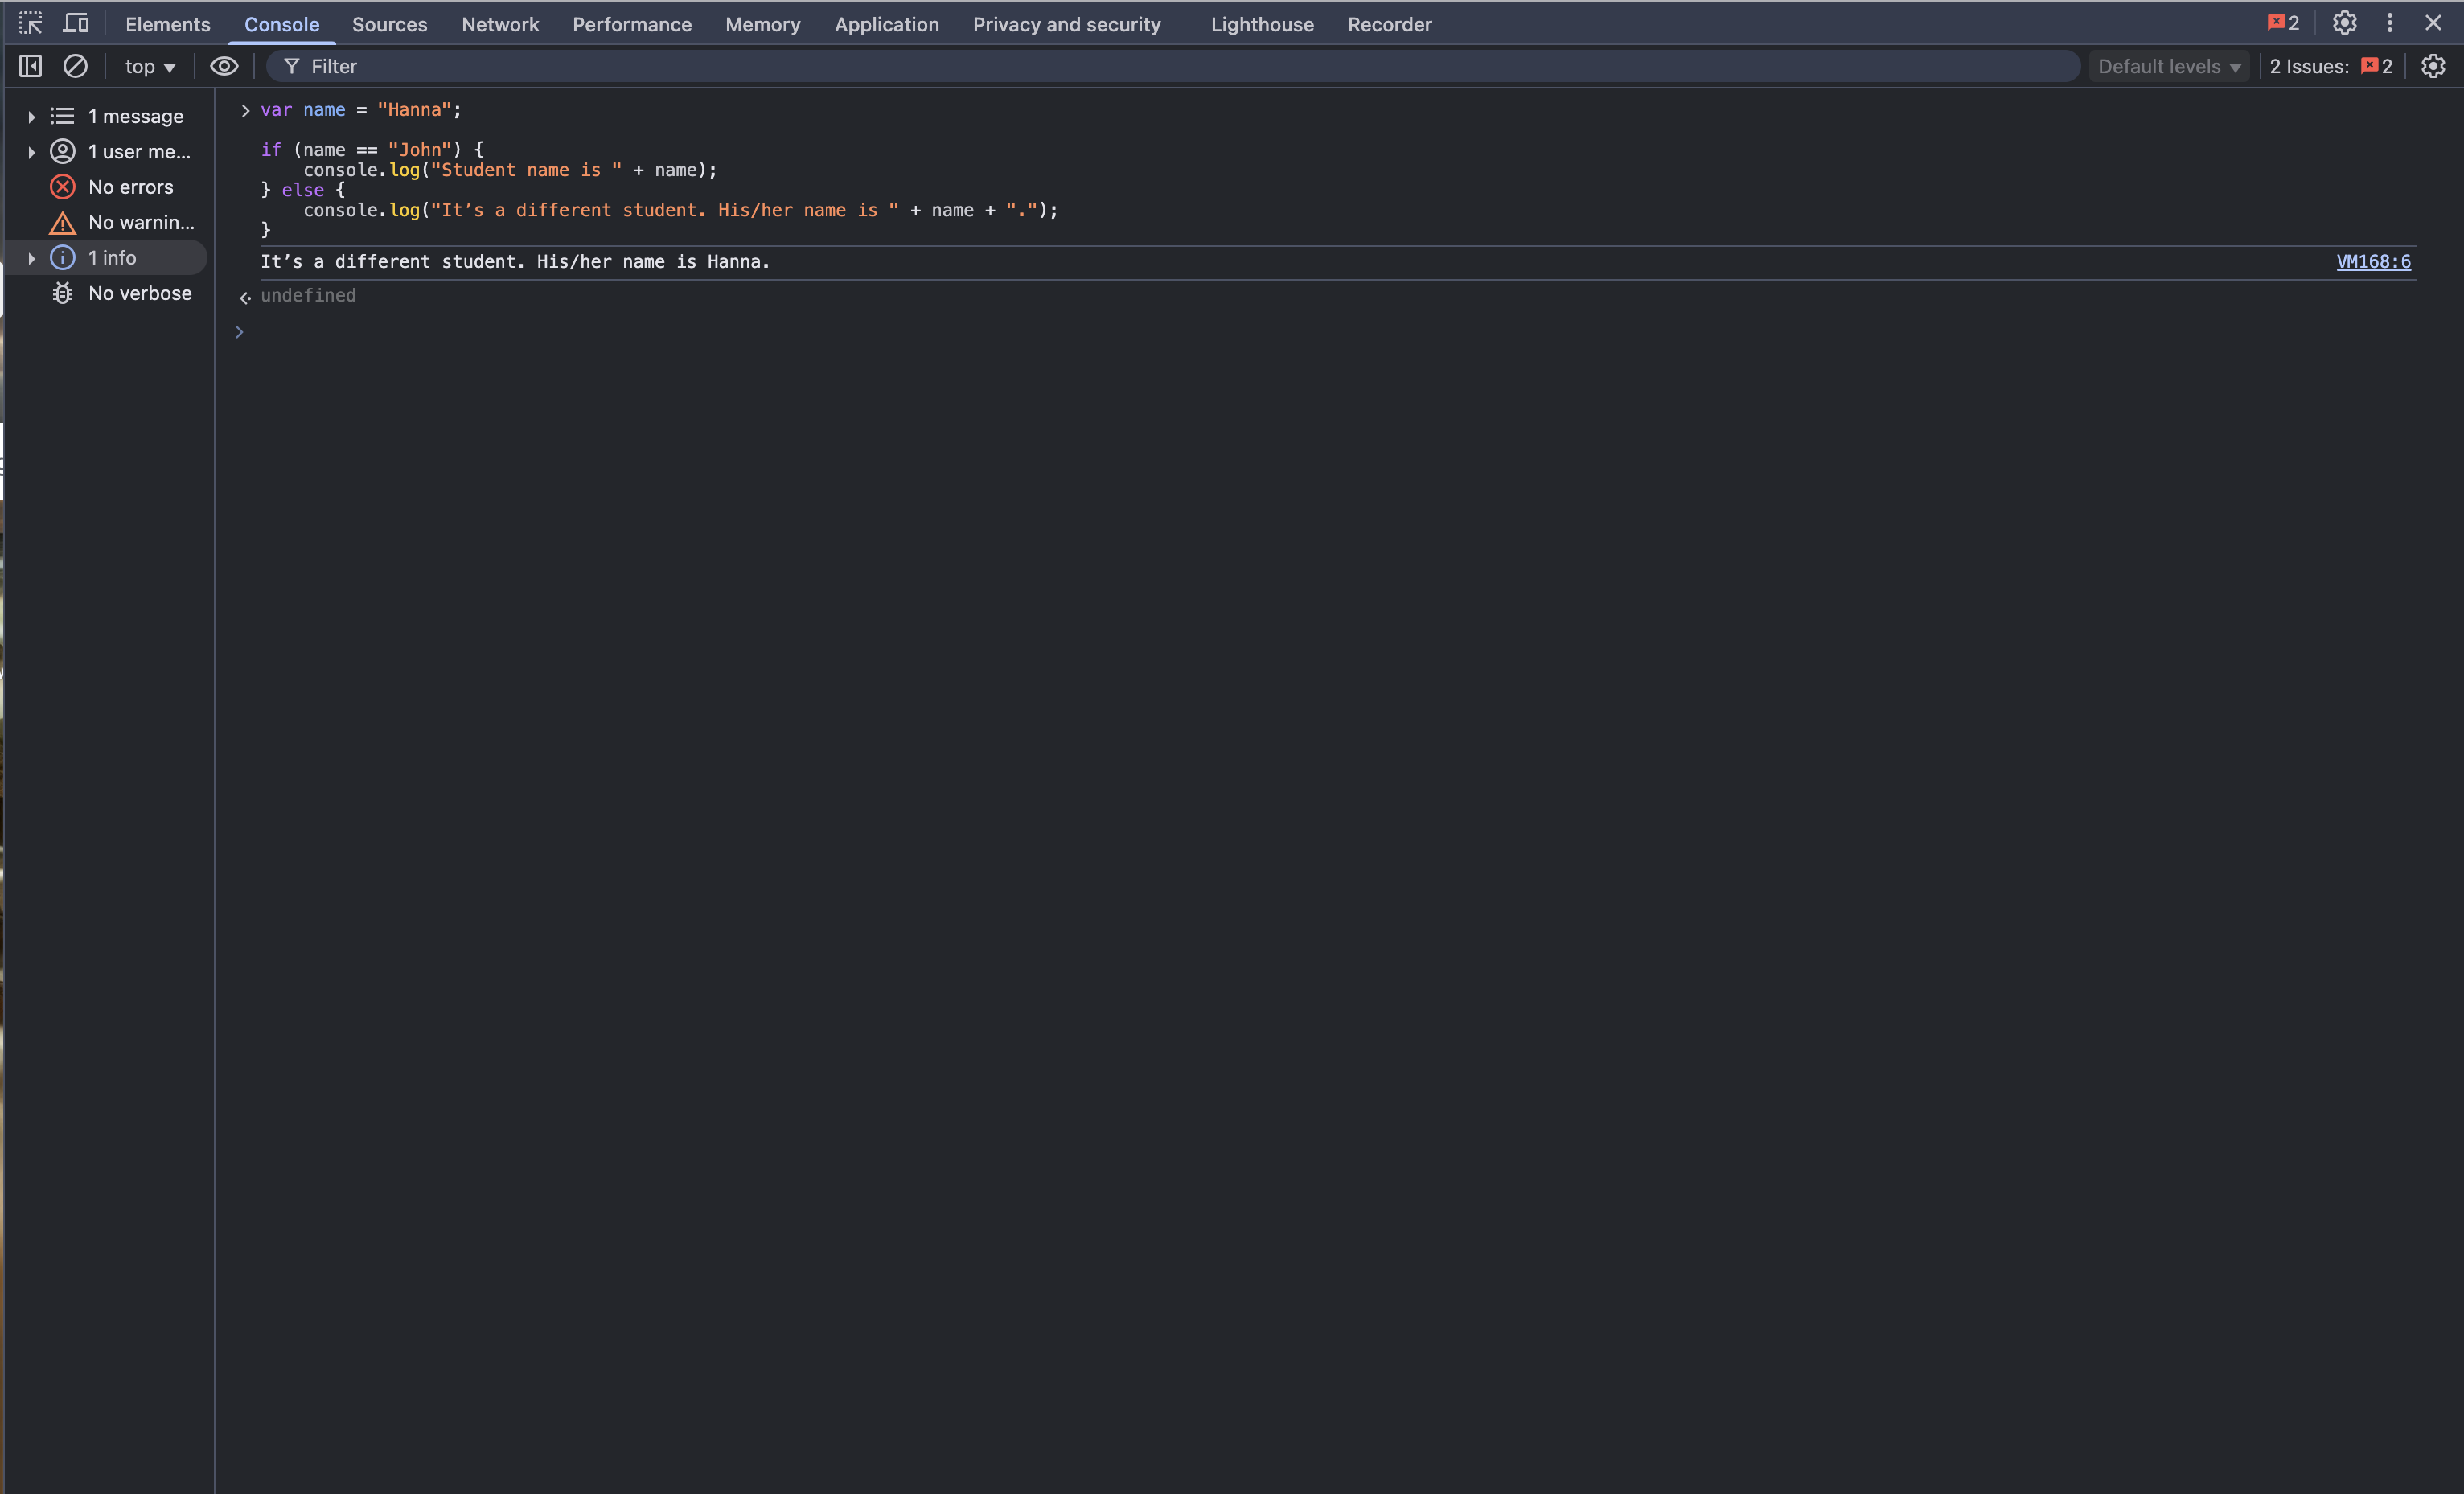 Elements Console Sources Network Performance Memory Application Privacy and security Lighthouse Recorder 2
top Filter Default levels 2 Issues: 2
1 message
1 user me...
No errors
No warnin...
1 info
No verbose
var name = "Hanna";
if (name == "John") {
console.log("Student name is " + name);
} else {
console.log("It’s a different student. His/her name is " + name + ".");
}
It’s a different student. His/her name is Hanna. VM168:6
undefined